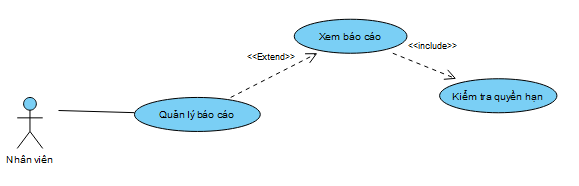 Xem báo cáo
<<Extend>>
<<include>>
Kiểm tra quyền hạn
Quản lý báo cáo
Nhân viên